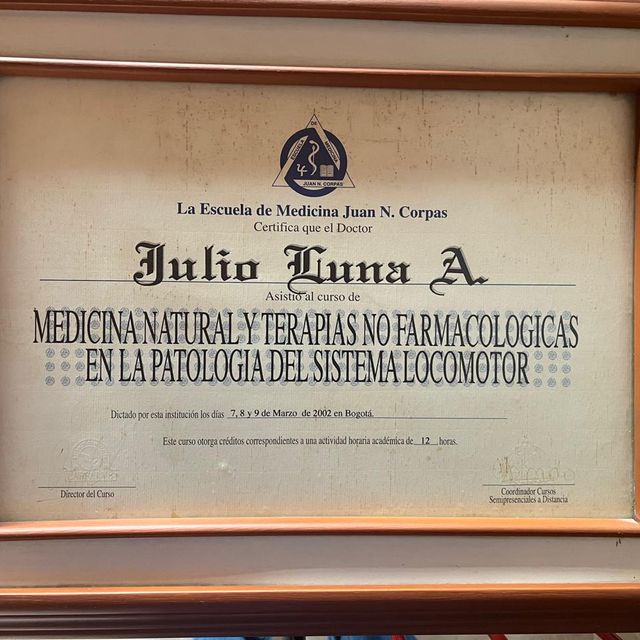 ESCUELA DE MEDICINA
JUAN N. CORPAS
La Escuela de Medicina Juan N. Corpas
Certifica que el Doctor
Julio Luna A.
Asistió al curso de
MEDICINA NATURAL Y TERAPIAS NO FARMACOLOGICAS
EN LA PATOLOGIA DEL SISTEMA LOCOMOTOR
Dictado por esta institución los días 7, 8 y 9 de Marzo de 2002 en Bogotá.
Este curso otorga créditos correspondientes a una actividad horaria académica de 12 horas.
Director del Curso
Coordinador Cursos
Semipresenciales a Distancia